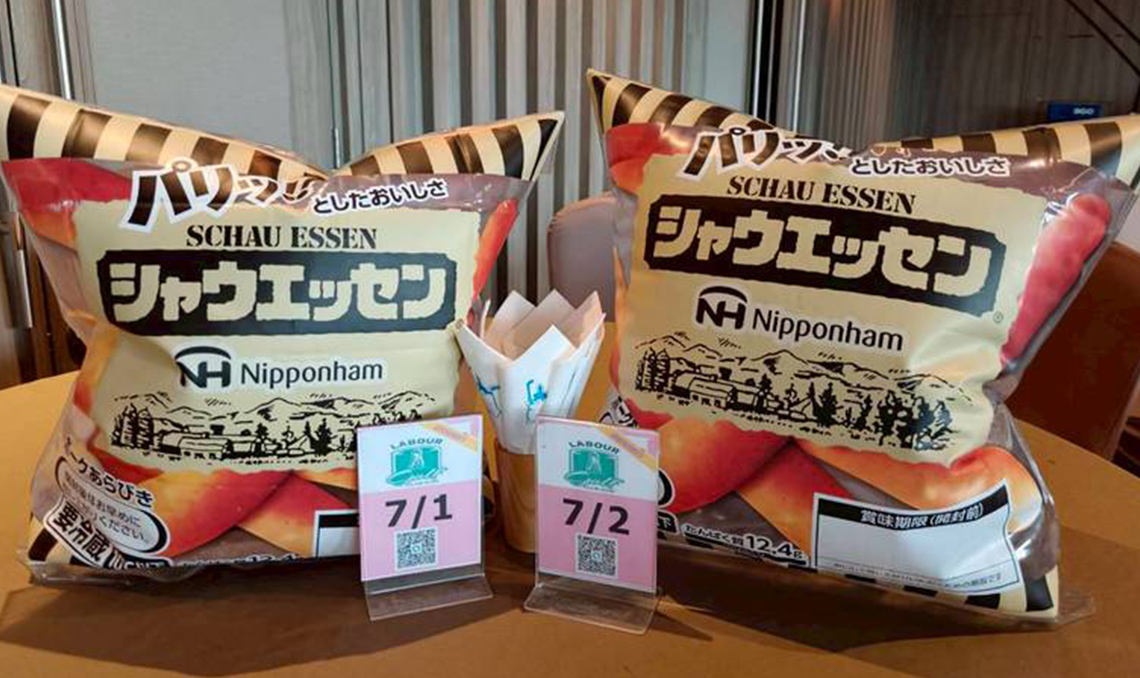 パリッ
としたおいしさ
SCHAU ESSEN
シャウエッセン
NH Nipponham
ポークあらびき
要冷蔵
パリッ
としたおいしさ
SCHAU ESSEN
シャウエッセン
®
NH Nipponham
たんぱく質12.4g
賞味期限(開封前)
LABOUR
7/1
LABOUR
7/2